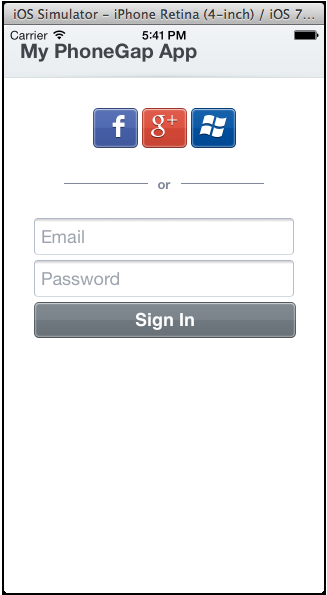 iOS Simulator - iPhone Retina (4-inch) / iOS 7...
Carrier 5:41 PM
My PhoneGap App
f g+
or
Email
Password
Sign In